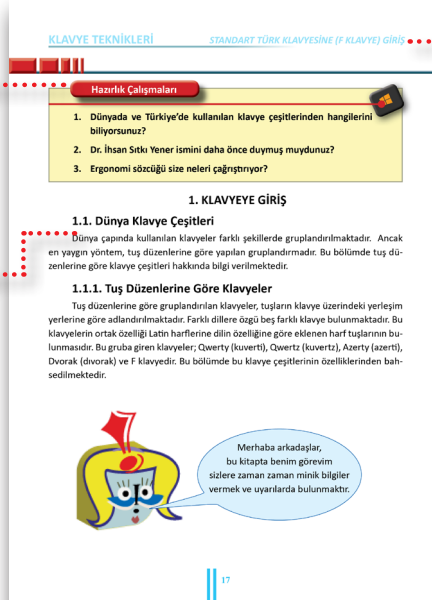 KLAVYE TEKNİKLERİ
STANDART TÜRK KLAVYESİNE (F KLAVYE) GİRİŞ
Hazırlık Çalışmaları
1. Dünyada ve Türkiye’de kullanılan klavye çeşitlerinden hangilerini
biliyorsunuz?
2. Dr. İhsan Sıtkı Yener ismini daha önce duymuş muydunuz?
3. Ergonomi sözcüğü size neleri çağrıştırıyor?
1. KLAVYEYE GİRİŞ
1.1. Dünya Klavye Çeşitleri
Dünya çapında kullanılan klavyeler farklı şekillerde gruplandırılmaktadır. Ancak
en yaygın yöntem, tuş düzenlerine göre yapılan gruplandırmadır. Bu bölümde tuş dü-
zenlerine göre klavye çeşitleri hakkında bilgi verilmektedir.
1.1.1. Tuş Düzenlerine Göre Klavyeler
Tuş düzenlerine göre gruplandırılan klavyeler, tuşların klavye üzerindeki yerleşim
yerlerine göre adlandırılmaktadır. Farklı dillere özgü beş farklı klavye bulunmaktadır. Bu
klavyelerin ortak özelliği Latin harflerine dilin özelliğine göre eklenen harf tuşlarının bu-
lunmasıdır. Bu gruba giren klavyeler; Qwerty (kuverti), Qwertz (kuvertz), Azerty (azerti),
Dvorak (dıvorak) ve F klavyedir. Bu bölümde bu klavye çeşitlerinin özelliklerinden bah-
sedilmektedir.
Merhaba arkadaşlar,
bu kitapta benim görevim
sizlere zaman zaman minik bilgiler
vermek ve uyarılarda bulunmaktır.
17